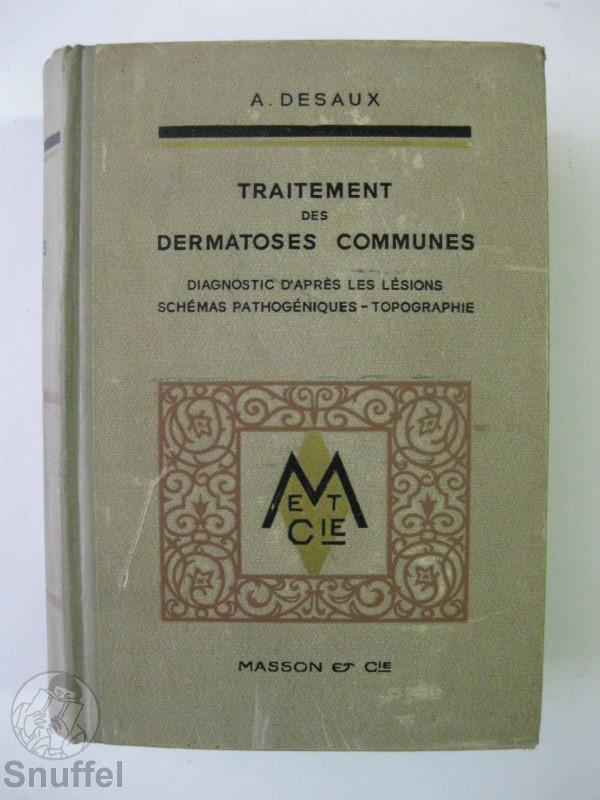 A. DESAUX
TRAITEMENT
DES
DERMATOSES COMMUNES
DIAGNOSTIC D'APRÈS LES LÉSIONS
SCHÉMAS PATHOGÉNIQUES – TOPOGRAPHIE
M
ET
CIE
MASSON ET CIE
S
Snuffel